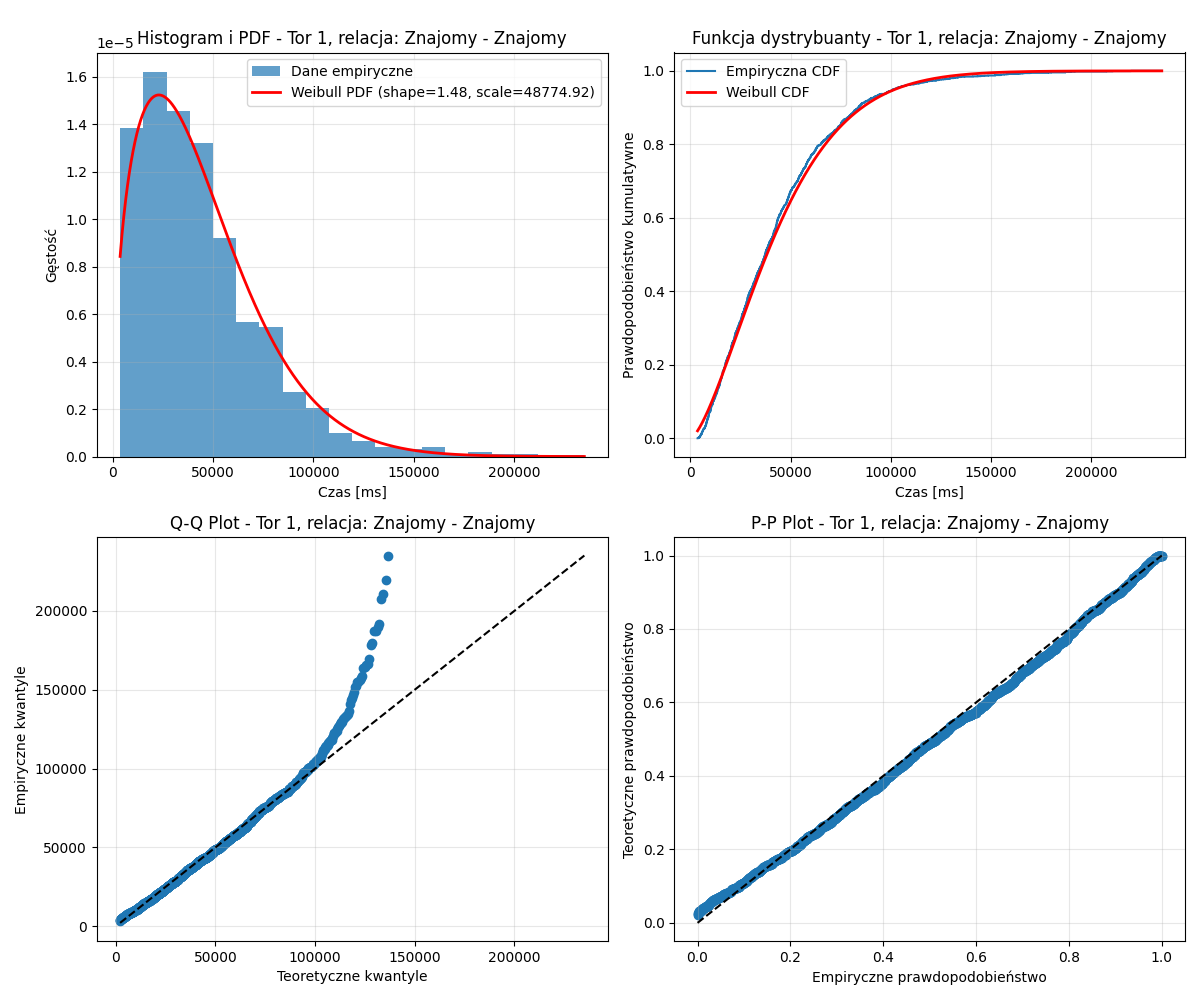 Histogram i PDF - Tor 1, relacja: Znajomy - Znajomy
1e−5
Dane empiryczne
Weibull PDF (shape=1.48, scale=48774.92)
Gęstość
1.6
1.4
1.2
1.0
0.8
0.6
0.4
0.2
0.0
0
50000
100000
150000
200000
Czas [ms]
Funkcja dystrybuanty - Tor 1, relacja: Znajomy - Znajomy
Empiryczna CDF
Weibull CDF
Prawdopodobieństwo kumulatywne
1.0
0.8
0.6
0.4
0.2
0.0
0
50000
100000
150000
200000
Czas [ms]
Q-Q Plot - Tor 1, relacja: Znajomy - Znajomy
Empiryczne kwantyle
200000
150000
100000
50000
0
0
50000
100000
150000
200000
Teoretyczne kwantyle
P-P Plot - Tor 1, relacja: Znajomy - Znajomy
Teoretyczne prawdopodobieństwo
1.0
0.8
0.6
0.4
0.2
0.0
0.0
0.2
0.4
0.6
0.8
1.0
Empiryczne prawdopodobieństwo